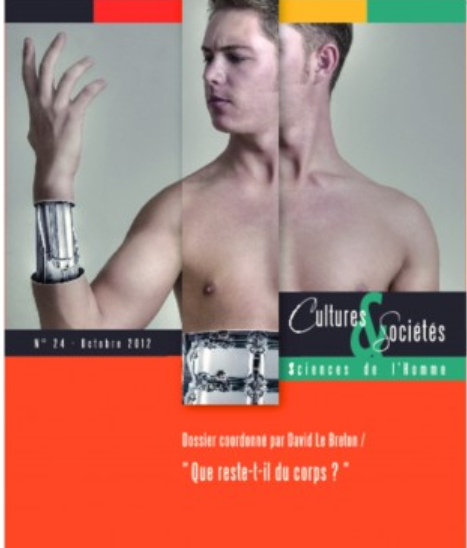 Cultures & Sociétés
Sciences de l'Homme
N° 24 - Octobre 2012
Dossier coordonné par David Le Breton /
" Que reste-t-il du corps ? "